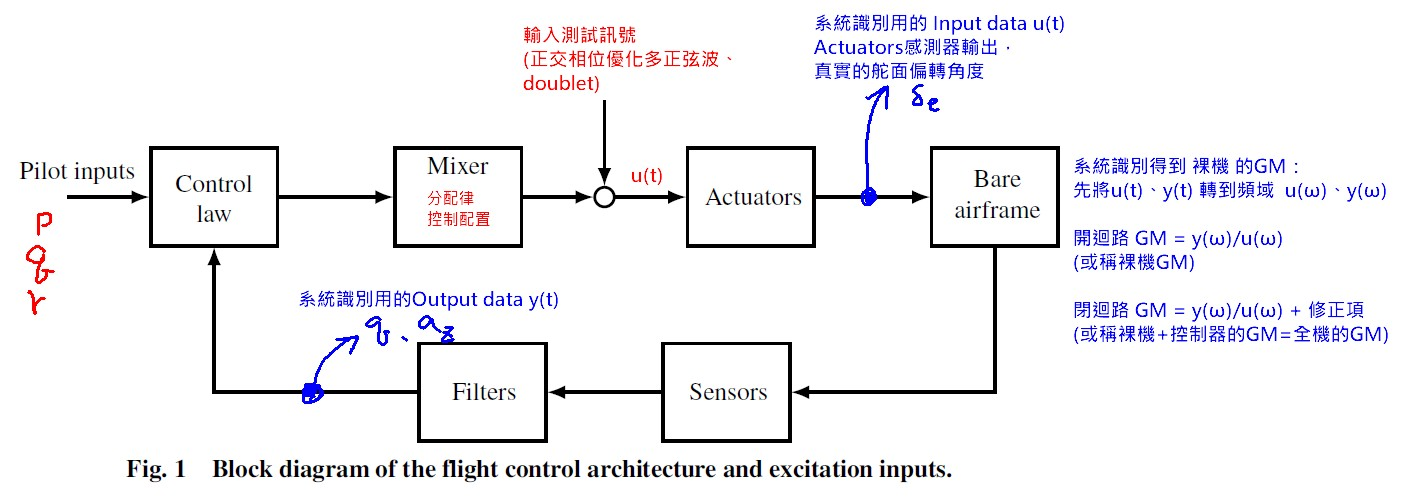 輸入測試訊號
(正交相位優化多正弦波、
doublet)
系統識別用的 Input data u(t)
Actuators感測器輸出，
真實的舵面偏轉角度
δe
Pilot inputs
p
q
r
Control
law
Mixer
分配律
控制配置
u(t)
Actuators
Bare
airframe
系統識別得到 裸機 的GM：
先將u(t)、y(t) 轉到頻域 u(ω)、y(ω)
開迴路 GM = y(ω)/u(ω)
(或稱裸機GM)
閉迴路 GM = y(ω)/u(ω) + 修正項
(或稱裸機+控制器的GM=全機的GM)
系統識別用的Output data y(t)
q、az
Filters
Sensors
Fig. 1 Block diagram of the flight control architecture and excitation inputs.